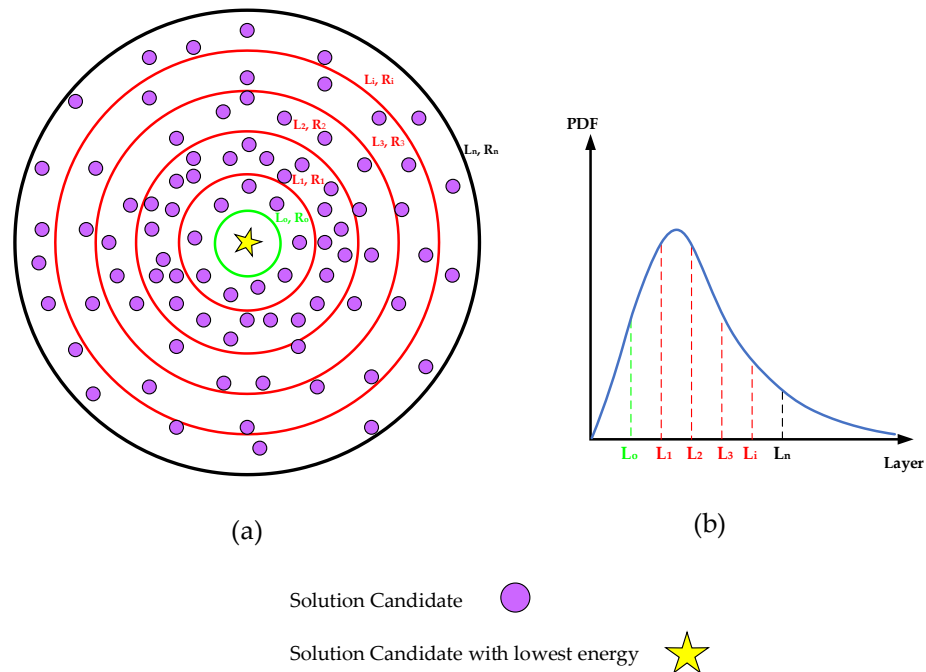 Lᵢ, Rᵢ
L₂, R₂
L₃, R₃
Lₙ, Rₙ
L₁, R₁
Lₒ, Rₒ
(a)
PDF
Lₒ L₁ L₂ L₃ Lᵢ Lₙ
Layer
(b)
Solution Candidate
Solution Candidate with lowest energy